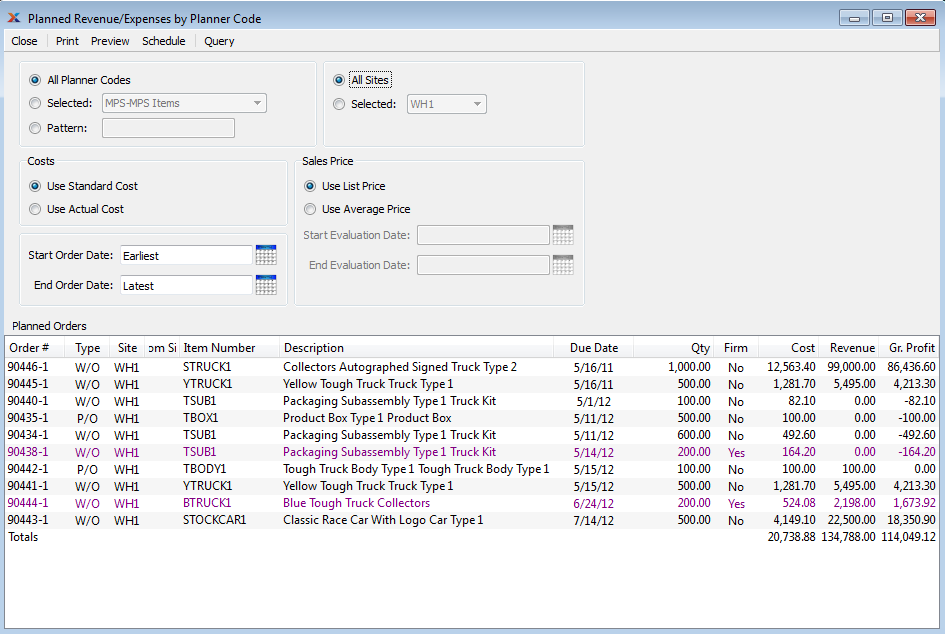 Planned Revenue/Expenses by Planner Code
Close Print Preview Schedule Query
All Planner Codes
Selected: MPS-MPS Items
Pattern:
All Sites
Selected: WH1
Costs
Use Standard Cost
Use Actual Cost
Sales Price
Use List Price
Use Average Price
Start Evaluation Date:
End Evaluation Date:
Start Order Date: Earliest
End Order Date: Latest
Planned Orders
Order # Type Site om Si Item Number Description Due Date Qty Firm Cost Revenue Gr. Profit
90446-1 W/O WH1 STRUCK1 Collectors Autographed Signed Truck Type 2 5/16/11 1,000.00 No 12,563.40 99,000.00 86,436.60
90445-1 W/O WH1 YTRUCK1 Yellow Tough Truck Truck Type 1 5/16/11 500.00 No 1,281.70 5,495.00 4,213.30
90440-1 W/O WH1 TSUB1 Packaging Subassembly Type 1 Truck Kit 5/1/12 100.00 No 82.10 0.00 -82.10
90435-1 P/O WH1 TBOX1 Product Box Type 1 Product Box 5/11/12 500.00 No 100.00 0.00 -100.00
90434-1 W/O WH1 TSUB1 Packaging Subassembly Type 1 Truck Kit 5/11/12 600.00 No 492.60 0.00 -492.60
90438-1 W/O WH1 TSUB1 Packaging Subassembly Type 1 Truck Kit 5/14/12 200.00 Yes 164.20 0.00 -164.20
90442-1 P/O WH1 TBODY1 Tough Truck Body Type 1 Tough Truck Body Type 1 5/15/12 100.00 No 100.00 100.00 0.00
90441-1 W/O WH1 YTRUCK1 Yellow Tough Truck Truck Type 1 5/15/12 500.00 No 1,281.70 5,495.00 4,213.30
90444-1 W/O WH1 BTRUCK1 Blue Tough Truck Collectors 6/24/12 200.00 Yes 524.08 2,198.00 1,673.92
90443-1 W/O WH1 STOCKCAR1 Classic Race Car With Logo Car Type 1 7/14/12 500.00 No 4,149.10 22,500.00 18,350.90
Totals 20,738.88 134,788.00 114,049.12